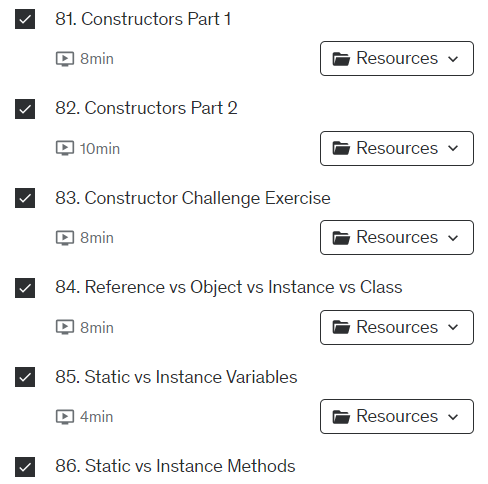 81. Constructors Part 1
8min
Resources
82. Constructors Part 2
10min
Resources
83. Constructor Challenge Exercise
8min
Resources
84. Reference vs Object vs Instance vs Class
8min
Resources
85. Static vs Instance Variables
4min
Resources
86. Static vs Instance Methods